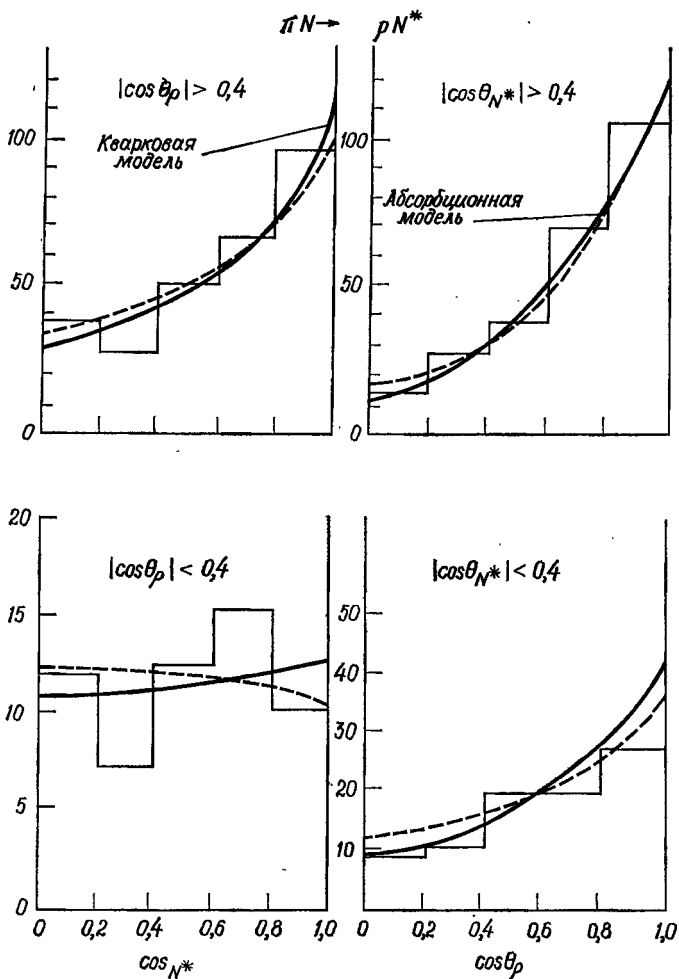 πN → ρN*
|cosθρ| > 0,4
|cosθN*| > 0,4
Кварковая
модель
Абсорбционная
модель
100
50
0
100
50
0
|cosθρ| < 0,4
|cosθN*| < 0,4
20
15
10
5
0
50
40
30
20
10
0 0,2 0,4 0,6 0,8 1,0
0 0,2 0,4 0,6 0,8 1,0
cosN*
cosθρ